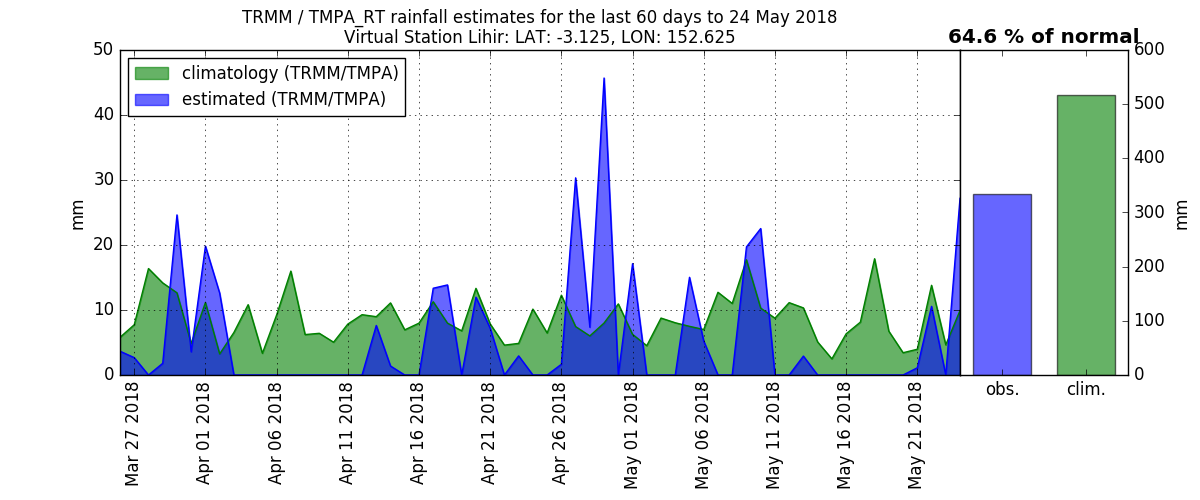 TRMM / TMPA_RT rainfall estimates for the last 60 days to 24 May 2018
Virtual Station Lihir: LAT: -3.125, LON: 152.625
64.6 % of normal
climatology (TRMM/TMPA)
estimated (TRMM/TMPA)
50
40
30
20
10
0
mm
600
500
400
300
200
100
0
mm
Mar 27 2018
Apr 01 2018
Apr 06 2018
Apr 11 2018
Apr 16 2018
Apr 21 2018
Apr 26 2018
May 01 2018
May 06 2018
May 11 2018
May 16 2018
May 21 2018
obs.
clim.